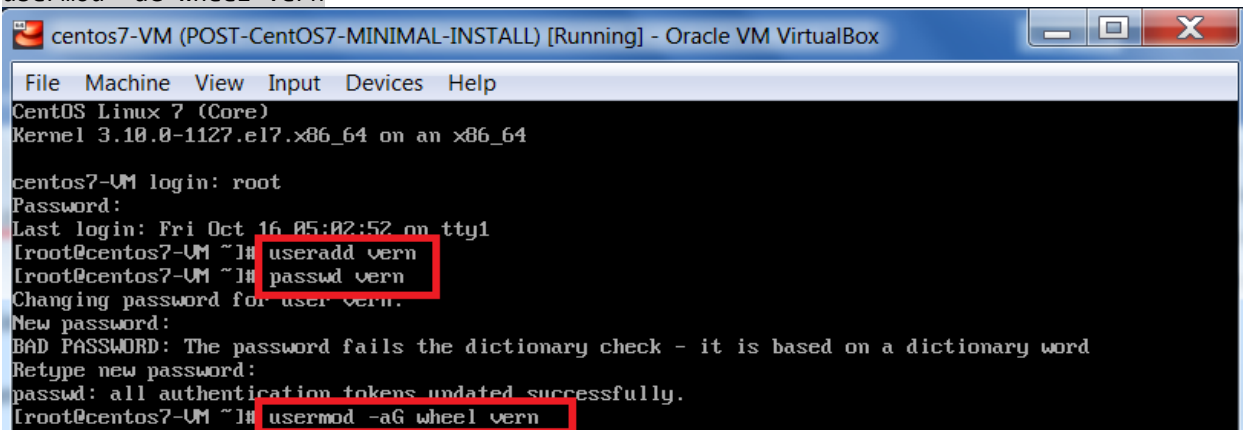 usermod -aG wheel vern
centos7-VM (POST-CentOS7-MINIMAL-INSTALL) [Running] - Oracle VM VirtualBox
File Machine View Input Devices Help
CentOS Linux 7 (Core)
Kernel 3.10.0-1127.el7.x86_64 on an x86_64
centos7-VM login: root
Password:
Last login: Fri Oct 16 05:02:52 on tty1
[root@centos7-VM ~]# useradd vern
[root@centos7-VM ~]# passwd vern
Changing password for user vern.
New password:
BAD PASSWORD: The password fails the dictionary check - it is based on a dictionary word
Retype new password:
passwd: all authentication tokens updated successfully.
[root@centos7-VM ~]# usermod -aG wheel vern